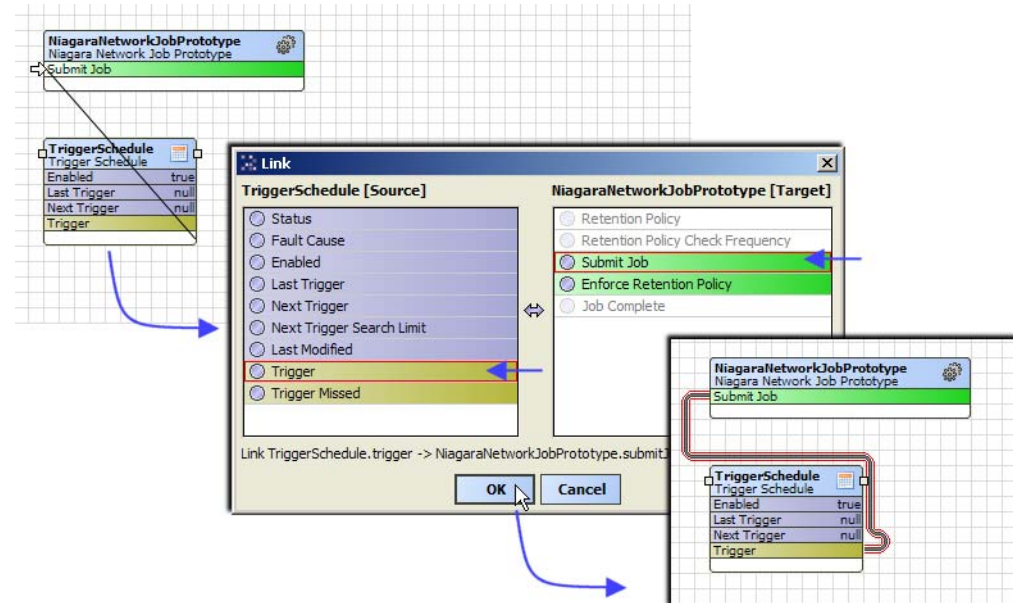 NiagaraNetworkJobPrototype
Niagara Network Job Prototype
Submit Job
TriggerSchedule
Trigger Schedule
Enabled true
Last Trigger null
Next Trigger null
Trigger
Link
TriggerSchedule [Source]
Status
Fault Cause
Enabled
Last Trigger
Next Trigger
Next Trigger Search Limit
Last Modified
Trigger
Trigger Missed
NiagaraNetworkJobPrototype [Target]
Retention Policy
Retention Policy Check Frequency
Submit Job
Enforce Retention Policy
Job Complete
Link TriggerSchedule.trigger -> NiagaraNetworkJobPrototype.submitJ
OK Cancel
NiagaraNetworkJobPrototype
Niagara Network Job Prototype
Submit Job
TriggerSchedule
Trigger Schedule
Enabled true
Last Trigger null
Next Trigger null
Trigger